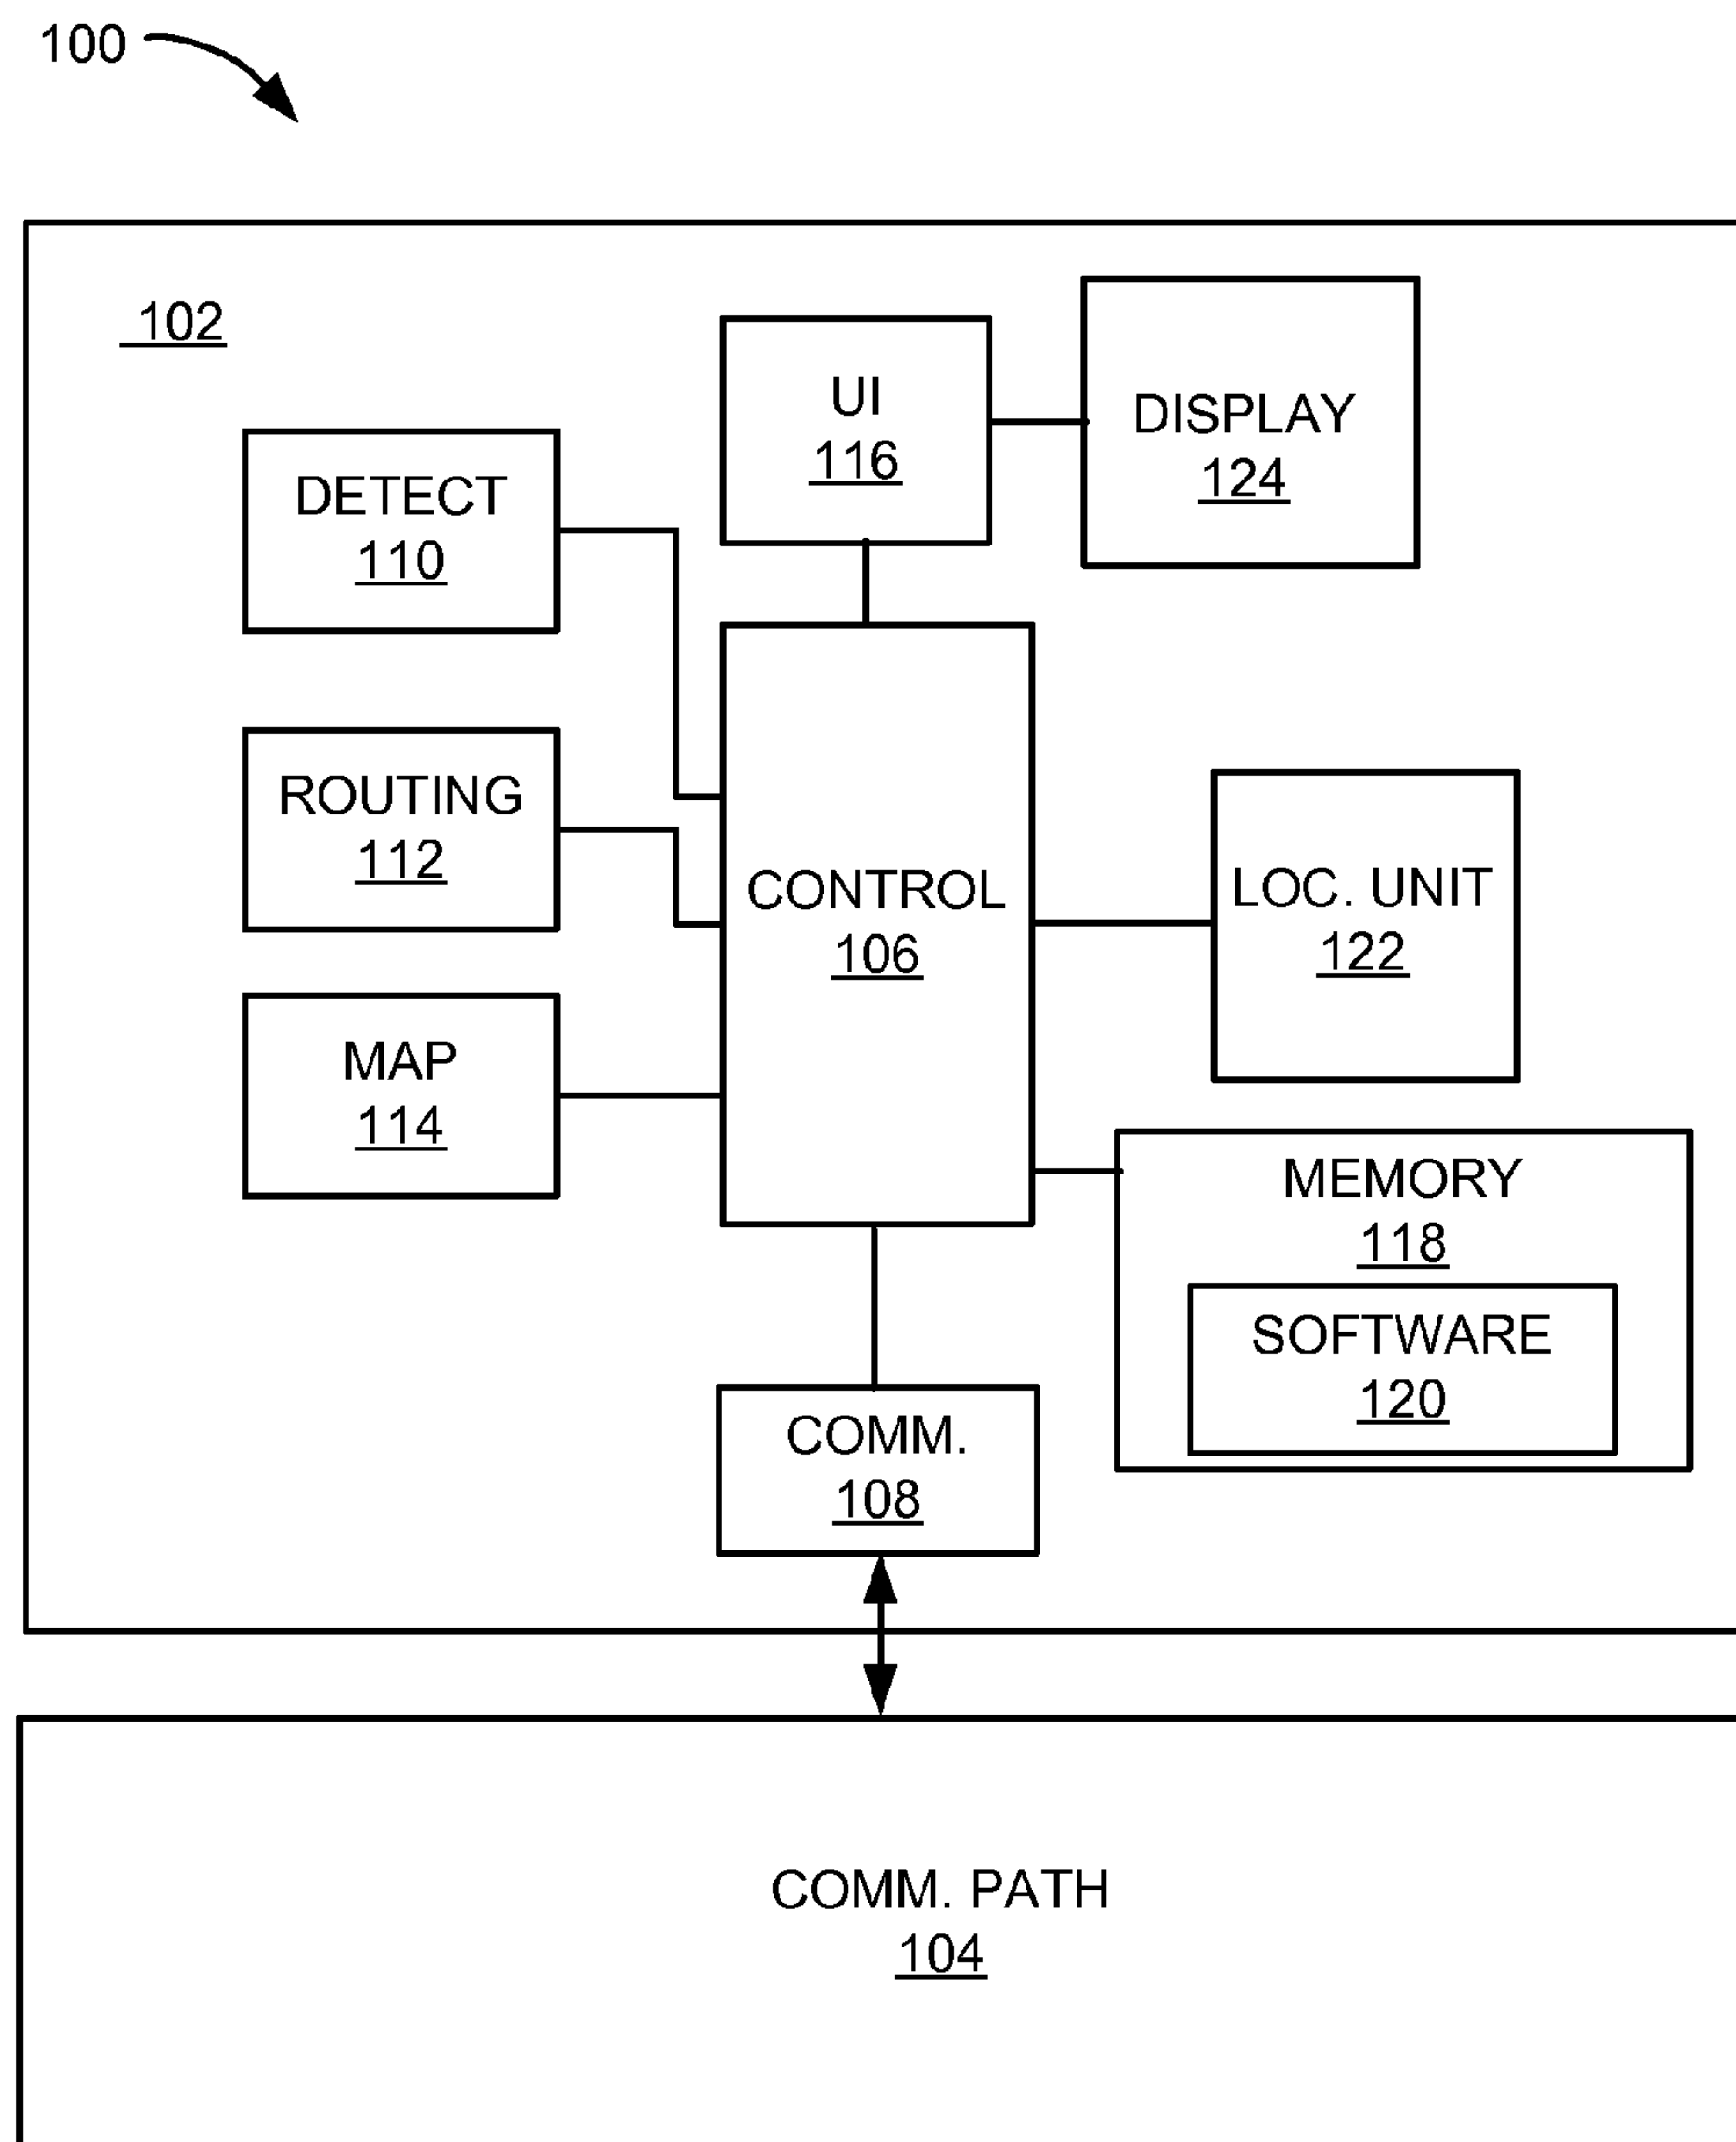 100
102
UI
116
DISPLAY
124
DETECT
110
ROUTING
112
CONTROL
106
LOC. UNIT
122
MAP
114
MEMORY
118
SOFTWARE
120
COMM.
108
COMM. PATH
104